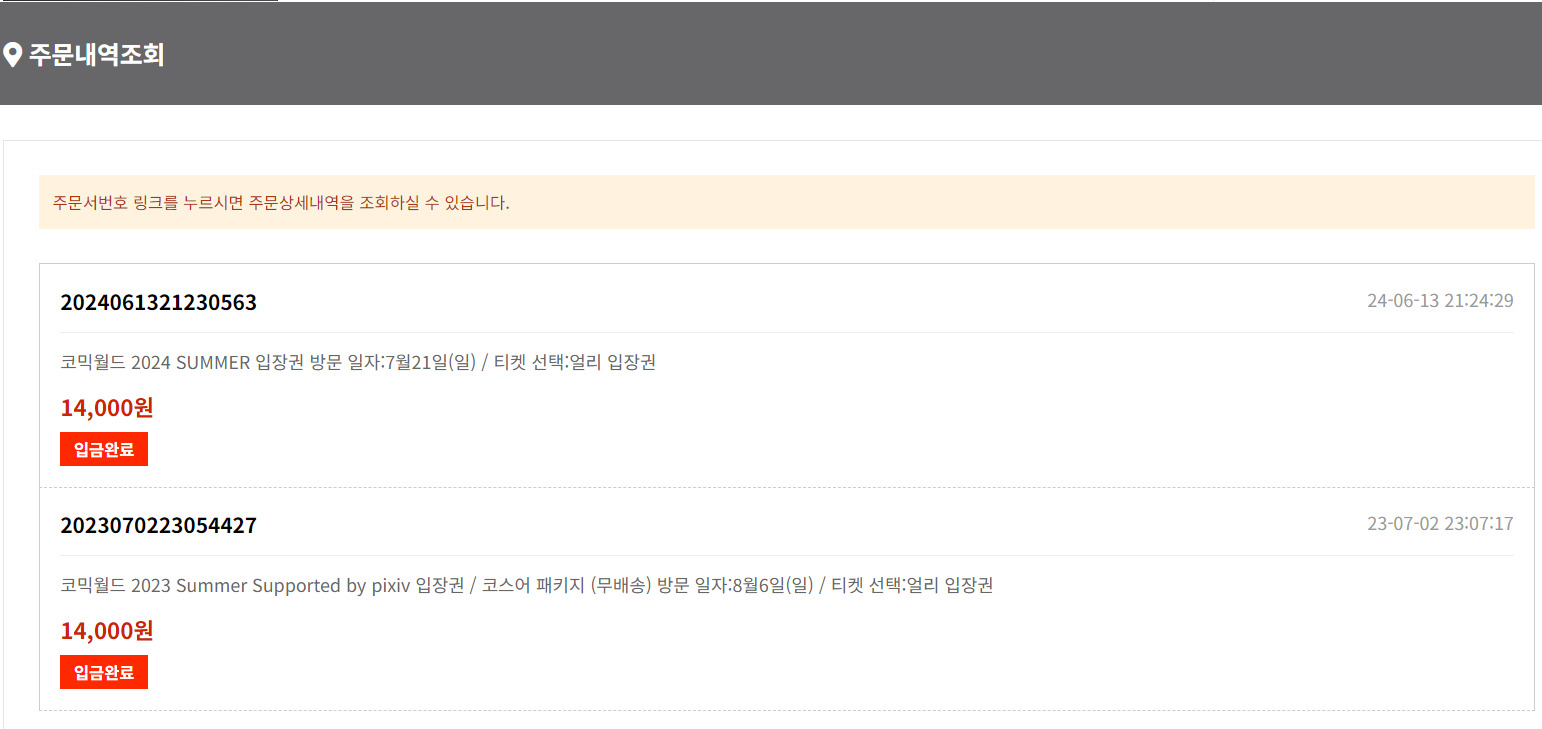 주문내역조회
주문서번호 링크를 누르시면 주문상세내역을 조회하실 수 있습니다.
2024061321230563
24-06-13 21:24:29
코믹월드 2024 SUMMER 입장권 방문 일자:7월21일(일) / 티켓 선택:얼리 입장권
14,000원
입금완료
2023070223054427
23-07-02 23:07:17
코믹월드 2023 Summer Supported by pixiv 입장권 / 코스어 패키지 (무배송) 방문 일자:8월6일(일) / 티켓 선택:얼리 입장권
14,000원
입금완료